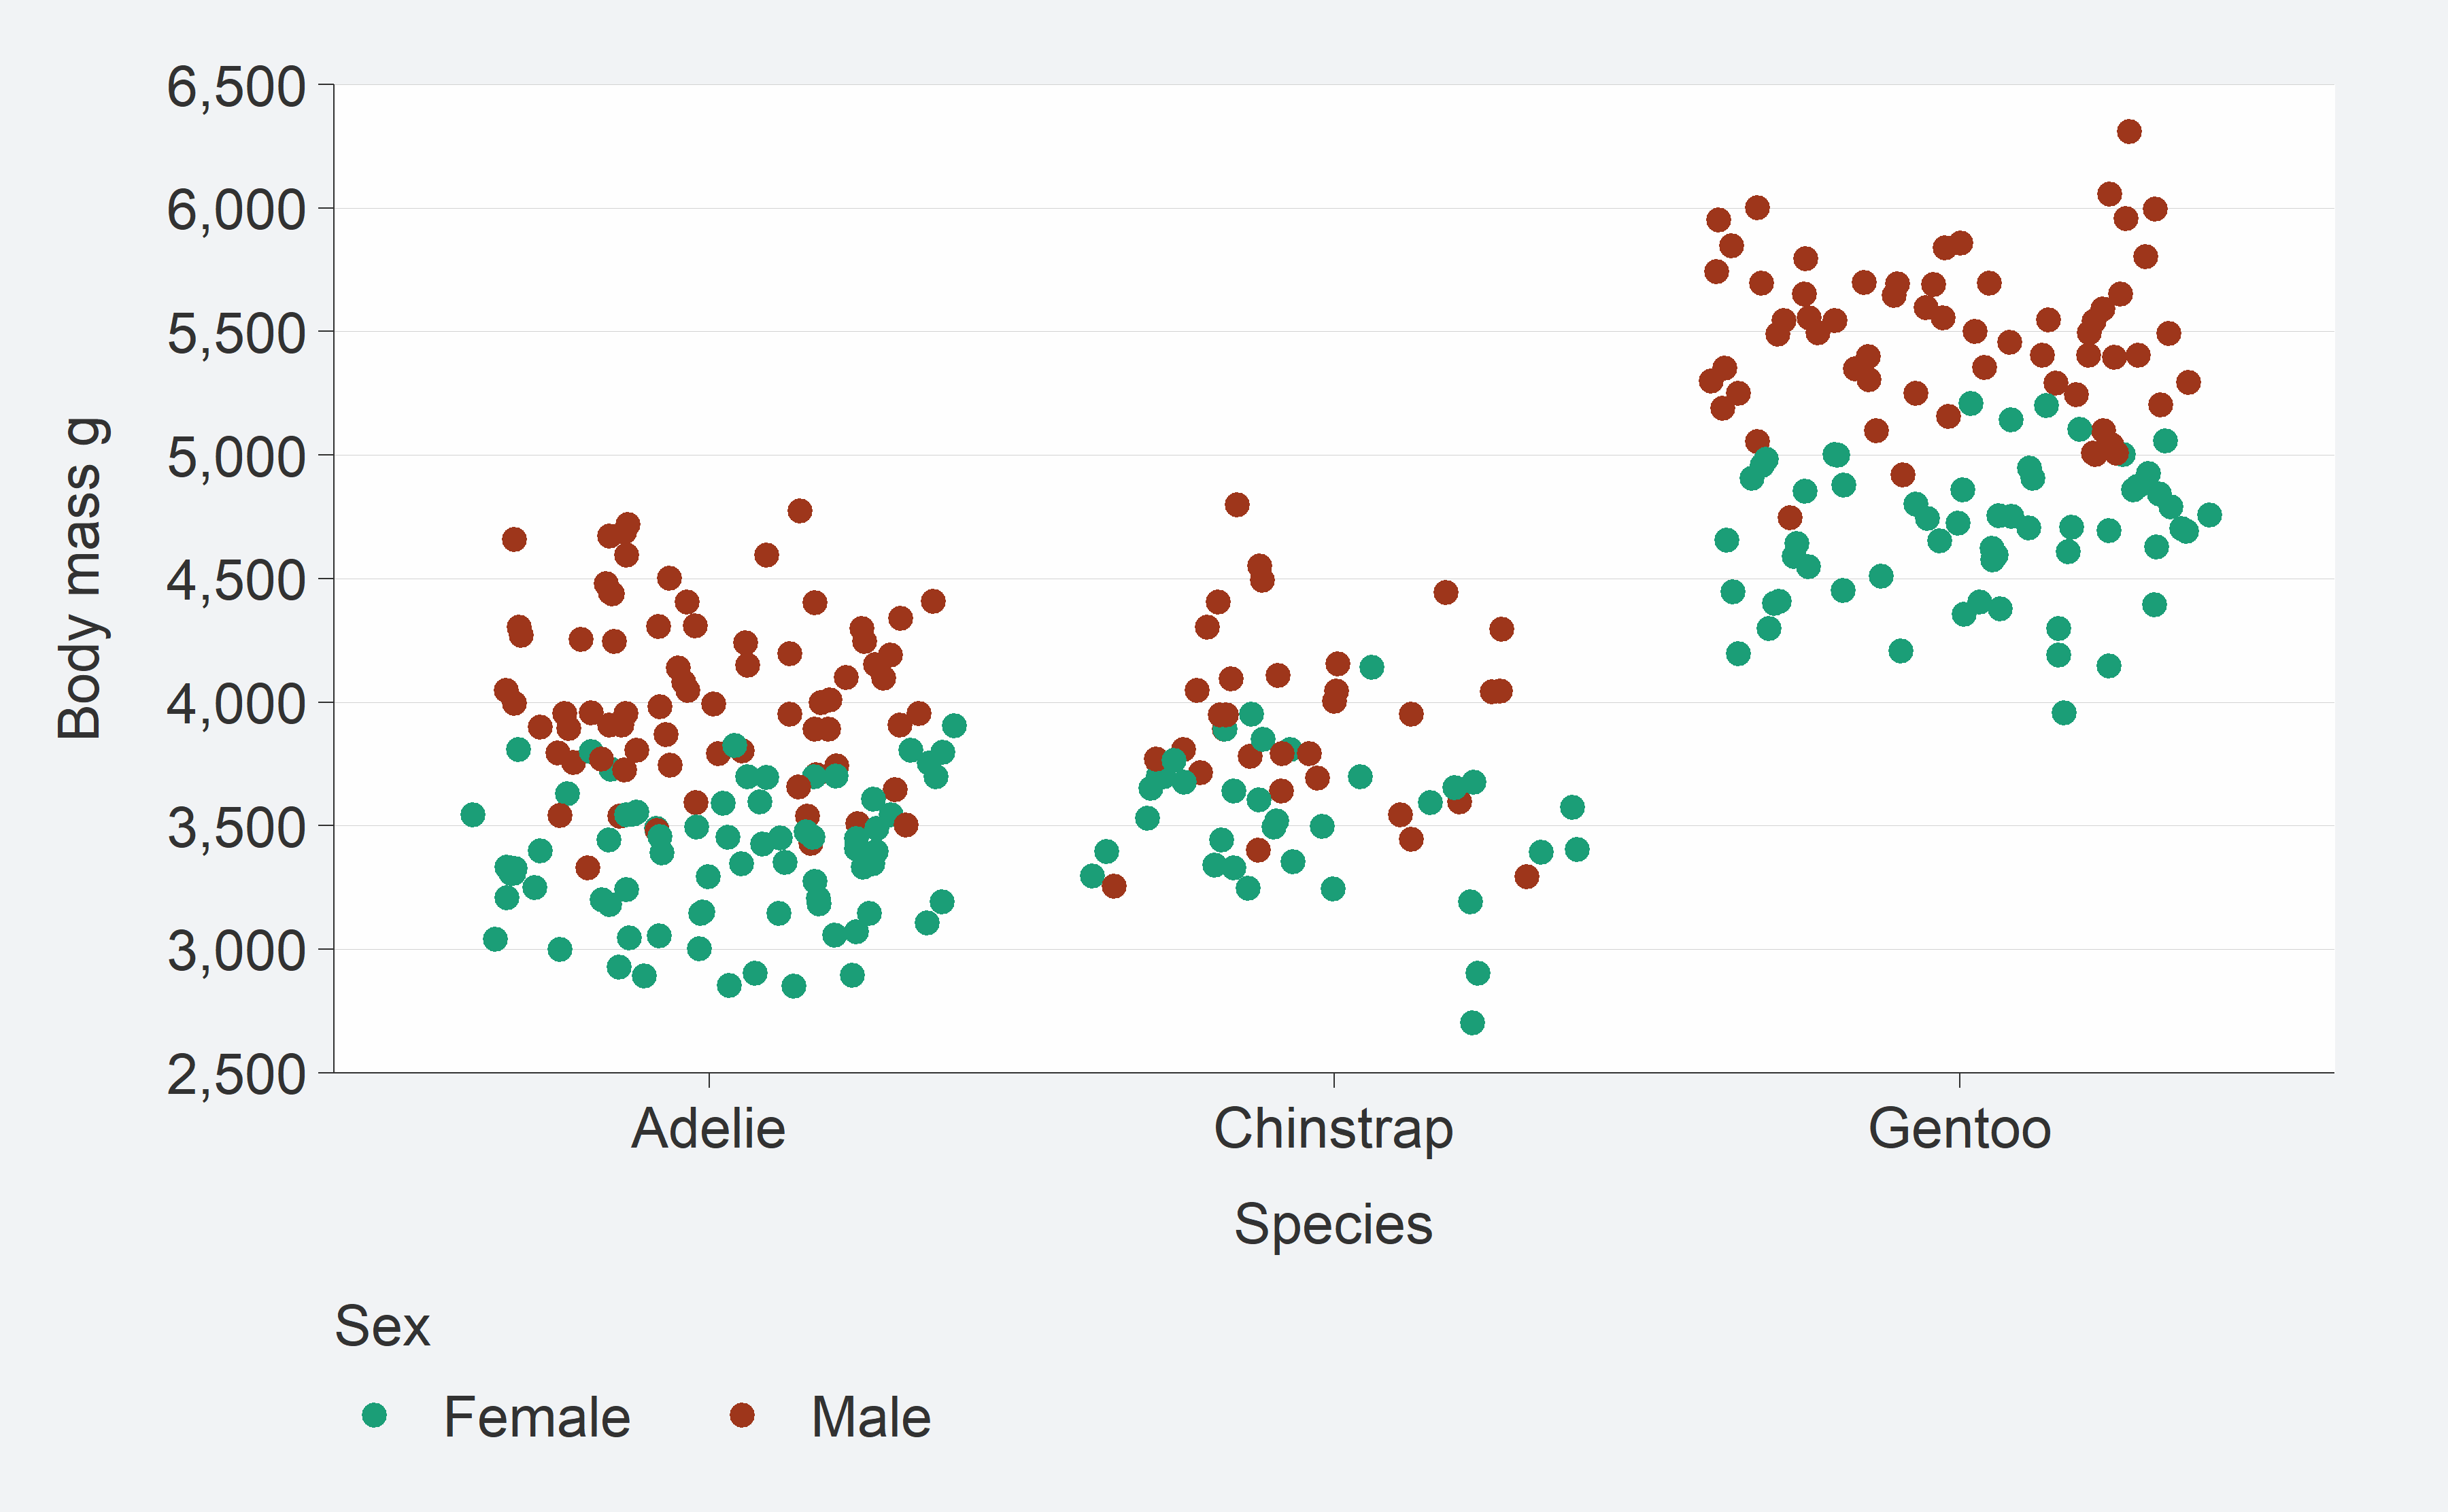 6,500
6,000
5,500
5,000
4,500
4,000
3,500
3,000
2,500
Body mass g
Adelie Chinstrap Gentoo
Species
Sex
Female Male